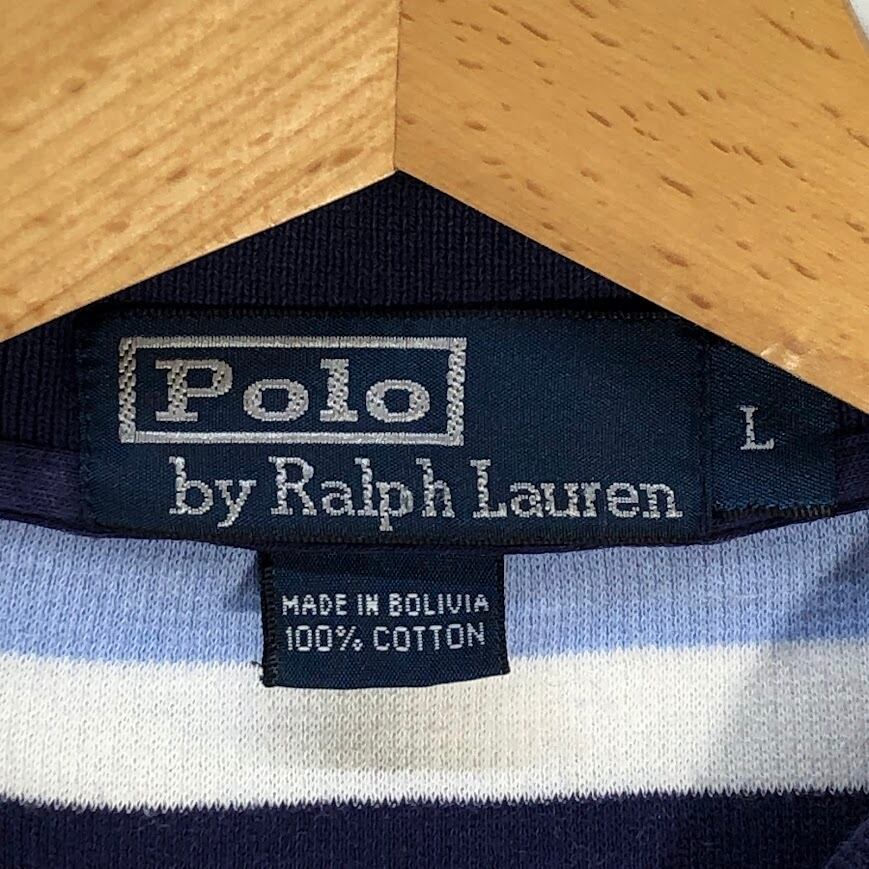 Polo
by Ralph Lauren
L
MADE IN BOLIVIA
100% COTTON